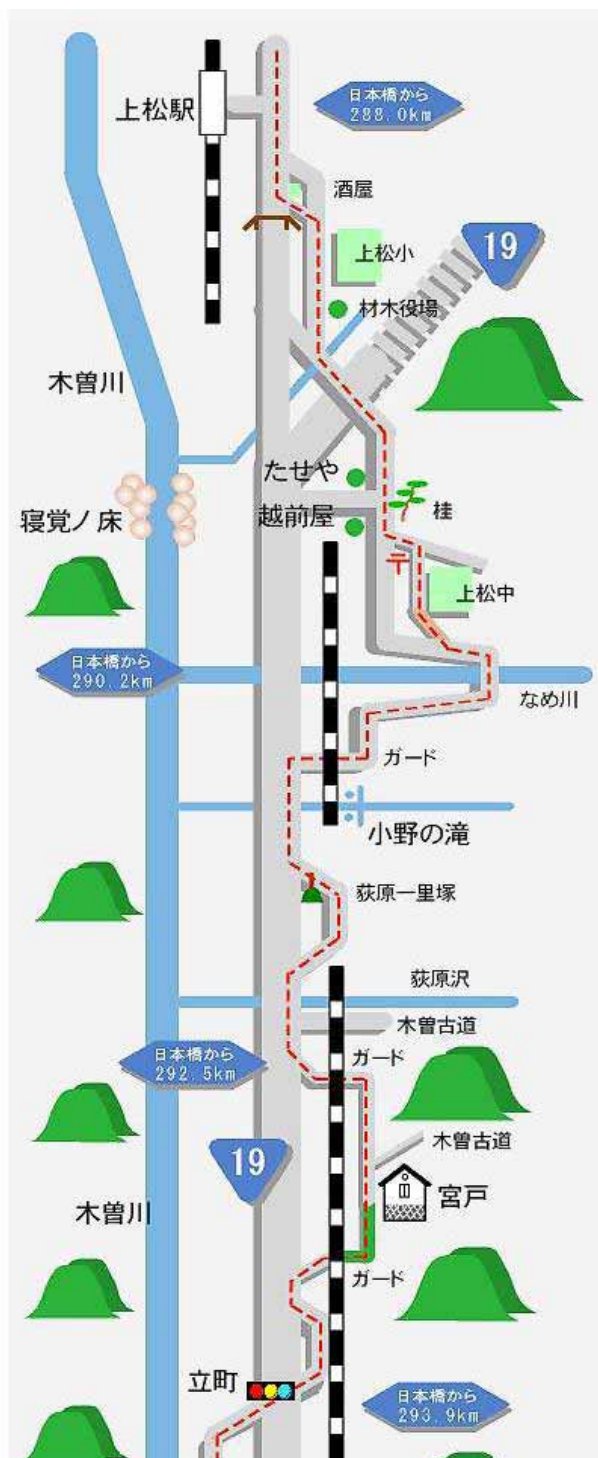 日本橋から
288.0km
上松駅
酒屋
19
上松小
材木役場
木曽川
たせや
桂
越前屋
寝覚ノ床
〒
上松中
日本橋から
290.2km
なめ川
ガード
小野の滝
荻原一里塚
荻原沢
木曽古道
日本橋から
292.5km
ガード
木曽古道
19
宮戸
木曽川
ガード
立町
日本橋から
293.9km